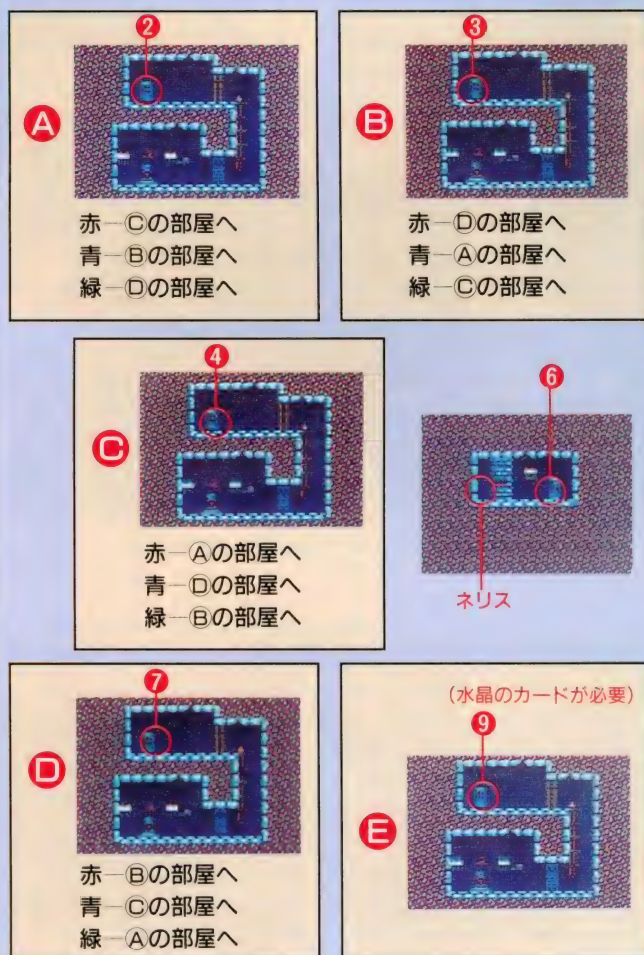 ②
Ⓐ
赤―Ⓒの部屋へ
青―Ⓑの部屋へ
緑―Ⓓの部屋へ
③
Ⓑ
赤―Ⓓの部屋へ
青―Ⓐの部屋へ
緑―Ⓒの部屋へ
④
Ⓒ
赤―Ⓐの部屋へ
青―Ⓓの部屋へ
緑―Ⓑの部屋へ
⑥
ネリス
⑦
Ⓓ
赤―Ⓑの部屋へ
青―Ⓒの部屋へ
緑―Ⓐの部屋へ
(水晶のカードが必要)
⑨
Ⓔ